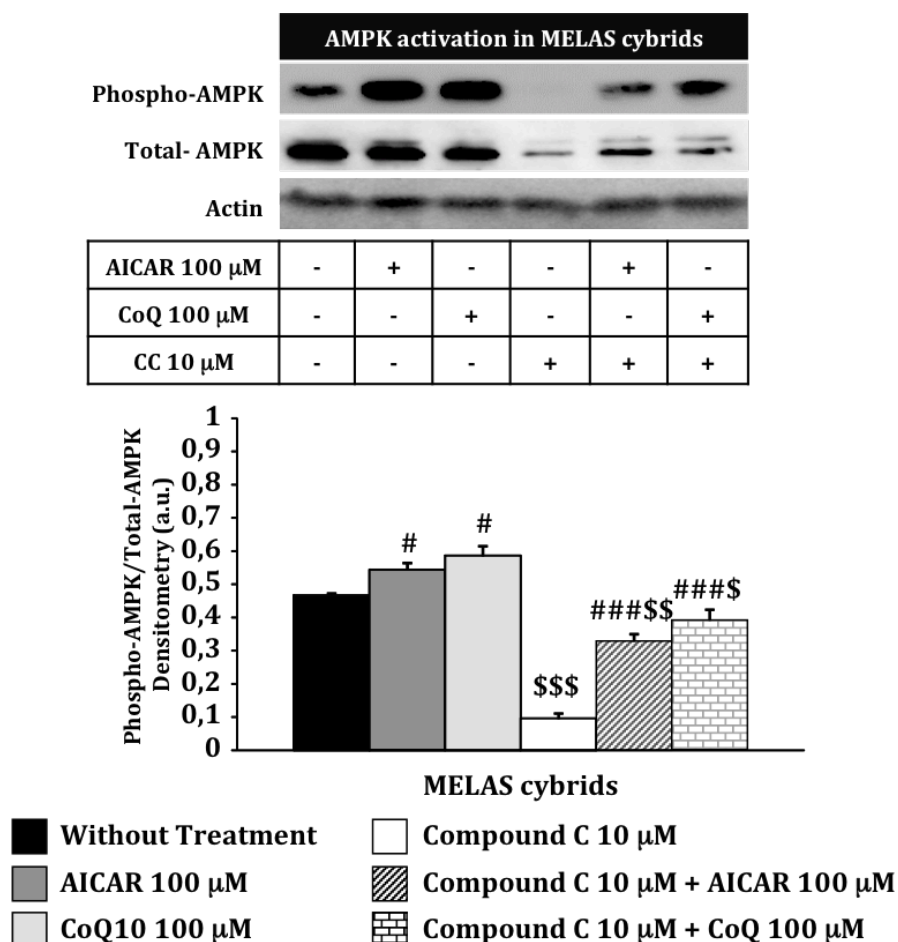 AMPK activation in MELAS cybrids
Phospho-AMPK
Total- AMPK
Actin
AICAR 100 μM - + - - + -
CoQ 100 μM - - + - - +
CC 10 μM - - - + + +
Phospho-AMPK/Total-AMPK
Densitometry (a.u.)
1
0,9
0,8
0,7
0,6
0,5
0,4
0,3
0,2
0,1
0
#
#
$$$
###$$
###$
MELAS cybrids
Without Treatment
AICAR 100 μM
CoQ10 100 μM
Compound C 10 μM
Compound C 10 μM + AICAR 100 μM
Compound C 10 μM + CoQ 100 μM